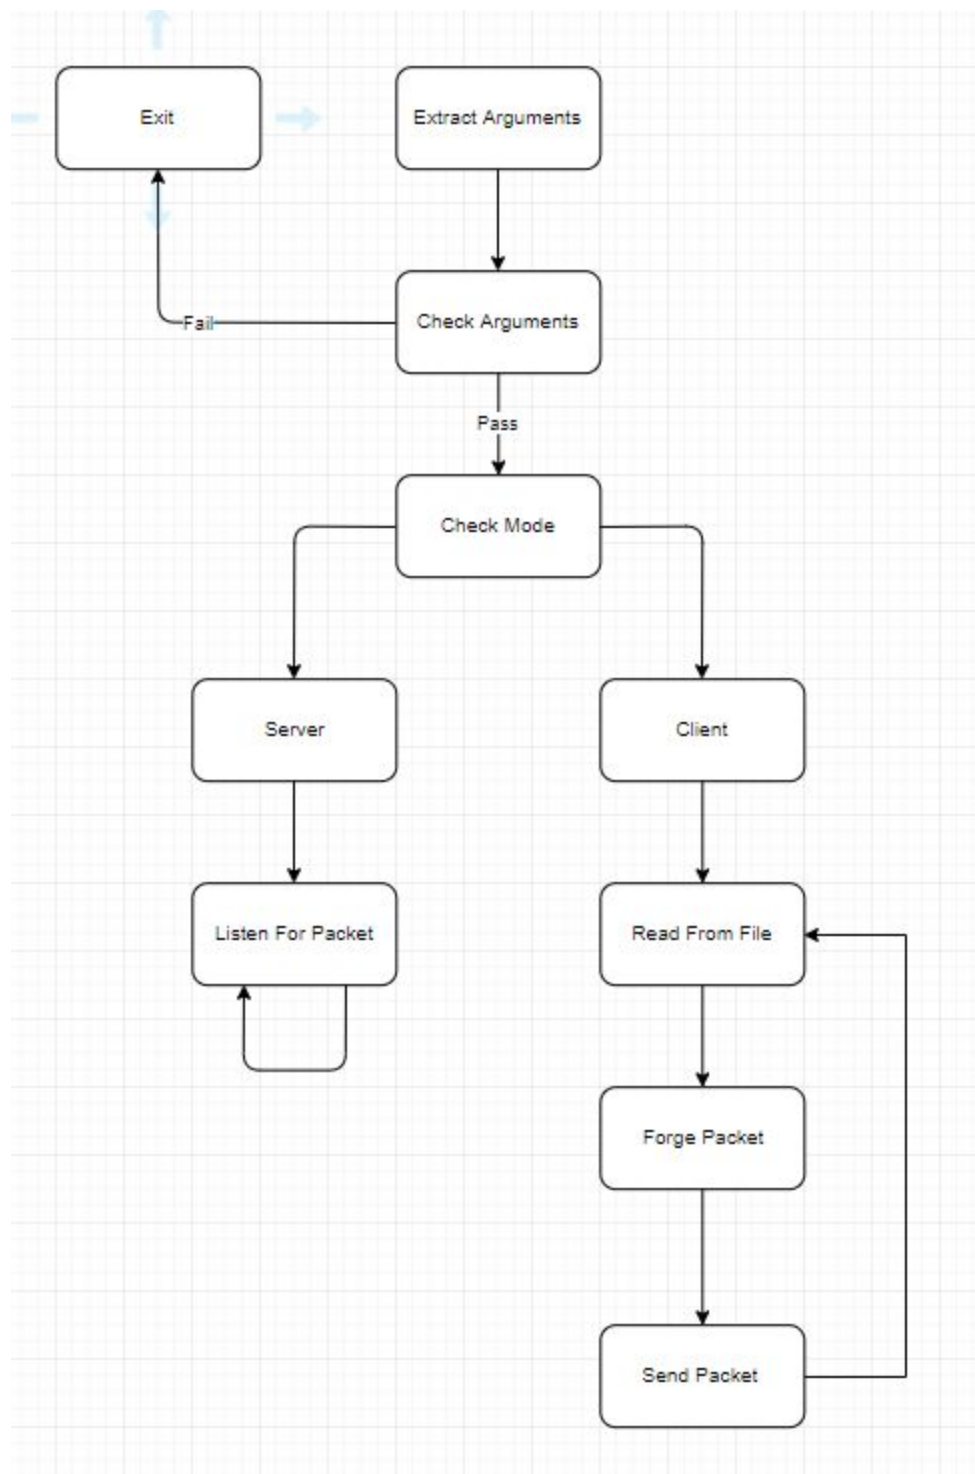 Exit
Extract Arguments
Check Arguments
Fail
Pass
Check Mode
Server
Client
Listen For Packet
Read From File
Forge Packet
Send Packet